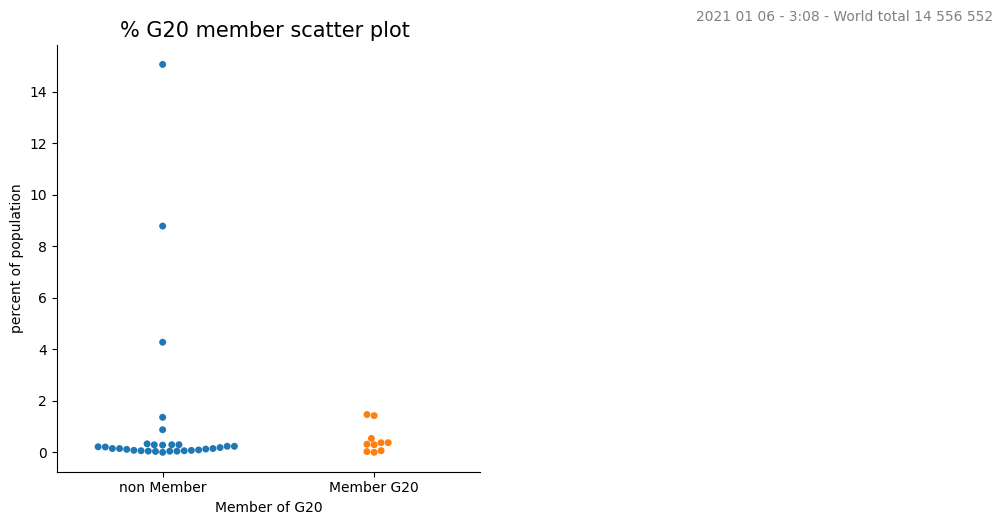 2021 01 06 - 3:08 - World total 14 556 552
% G20 member scatter plot
percent of population
14
12
10
8
6
4
2
0
non Member
Member G20
Member of G20